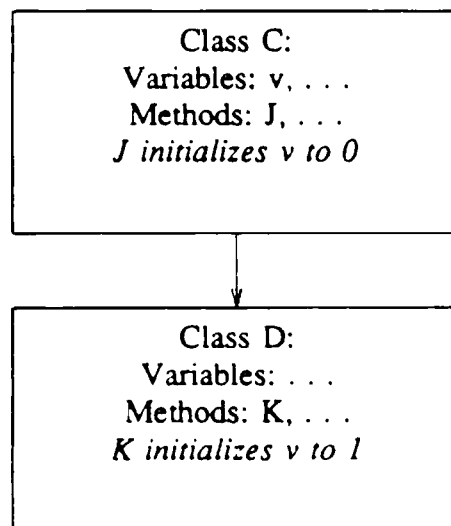 Class C:
Variables: v, . . .
Methods: J, . . .
J initializes v to 0
Class D:
Variables: . . .
Methods: K, . . .
K initializes v to 1